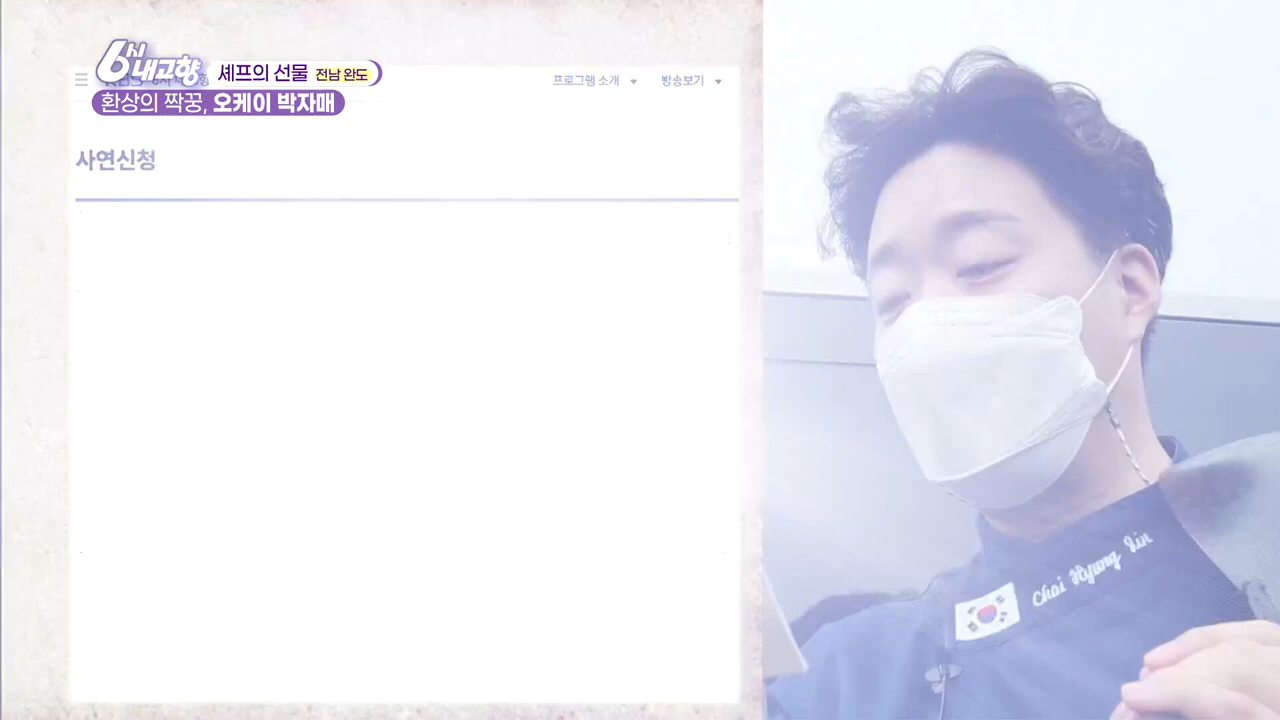 6시 내고향
셰프의 선물 전남 완도
환상의 짝꿍, 오케이 박자매
프로그램 소개 방송보기
사연신청
Choi Hyung Jin